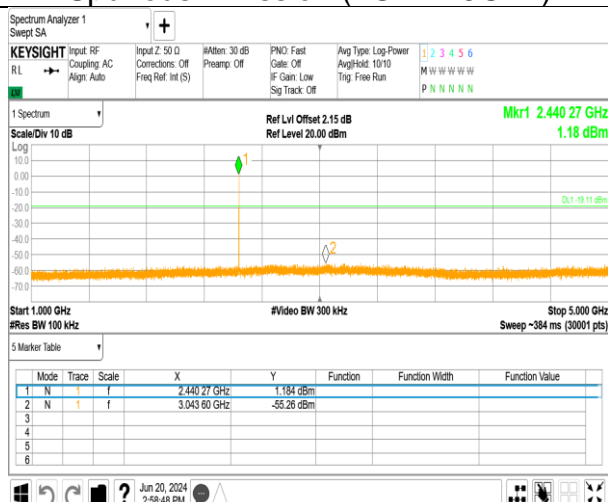 Spectrum Analyzer 1
Swept SA
KEYSIGHT
RL
Input: RF
Coupling: AC
Align: Auto
Input Z: 50 Ω
Corrections: Off
Freq Ref: Int (S)
#Atten: 30 dB
Preamp: Off
PNO: Fast
Gate: Off
IF Gain: Low
Sig Track: Off
Avg Type: Log-Power
Avg|Hold: 10/10
Trig: Free Run
1 2 3 4 5 6
M W W W W W
P N N N N N
1 Spectrum
Scale/Div 10 dB
Ref Lvl Offset 2.15 dB
Ref Level 20.00 dBm
Mkr1 2.440 27 GHz
1.18 dBm
Log
10.0
0.00
-10.0
-20.0
-30.0
-40.0
-50.0
-60.0
-70.0
1
2
DL1 -19.11 dBm
Start 1.000 GHz
#Res BW 100 kHz
#Video BW 300 kHz
Stop 5.000 GHz
Sweep ~384 ms (30001 pts)
5 Marker Table
Mode Trace Scale X Y Function Function Width Function Value
1 N 1 f 2.440 27 GHz 1.184 dBm
2 N 1 f 3.043 60 GHz -55.26 dBm
3
4
5
6
?
Jun 20, 2024
2:58:48 PM